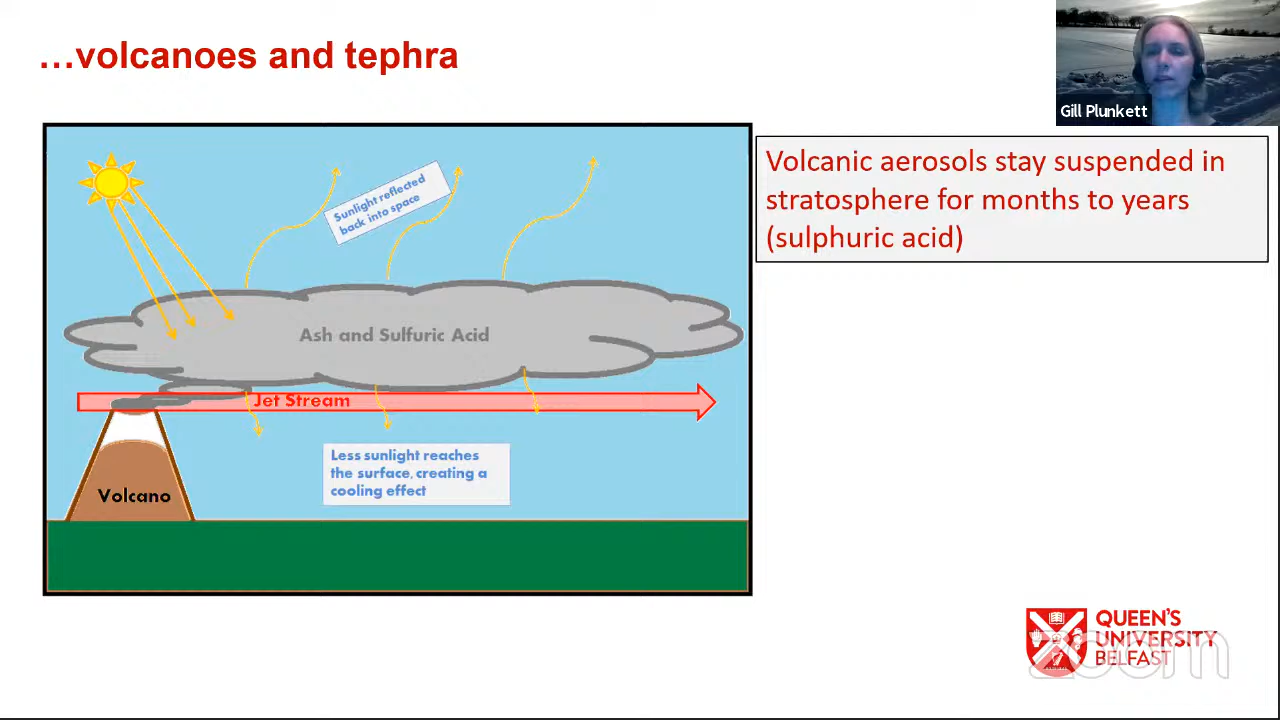 …volcanoes and tephra
Gill Plunkett
Volcanic aerosols stay suspended in
stratosphere for months to years
(sulphuric acid)
Sunlight reflected
back into space
Ash and Sulfuric Acid
Jet Stream
Less sunlight reaches
the surface, creating a
cooling effect
Volcano
QUEEN'S
UNIVERSITY
BELFAST
zoom